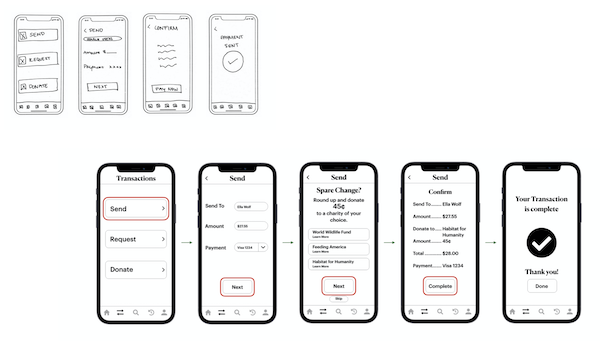 SEND
REQUEST
DONATE
SEND
AMOUNT $
PAYMENT
NEXT
CONFIRM
PAY NOW
PAYMENT
SENT
Transactions
Send
Request
Donate
Send
Send To
Ella Wolf
Amount
$27.55
Payment
Visa 1234
Next
Send
Spare Change?
Round up and donate
45¢
to a charity of your
choice.
World Wildlife Fund
Learn More
Feeding America
Learn More
Habitat for Humanity
Learn More
Next
Skip
Send
Confirm
Send To...... Ella Wolf
Amount....... $27.55
Donate to.... Habitat for
Humanity
Amount..... 45¢
Total .......... $28.00
Payment..... Visa 1234
Complete
Your Transaction
is complete
Thank you!
Done